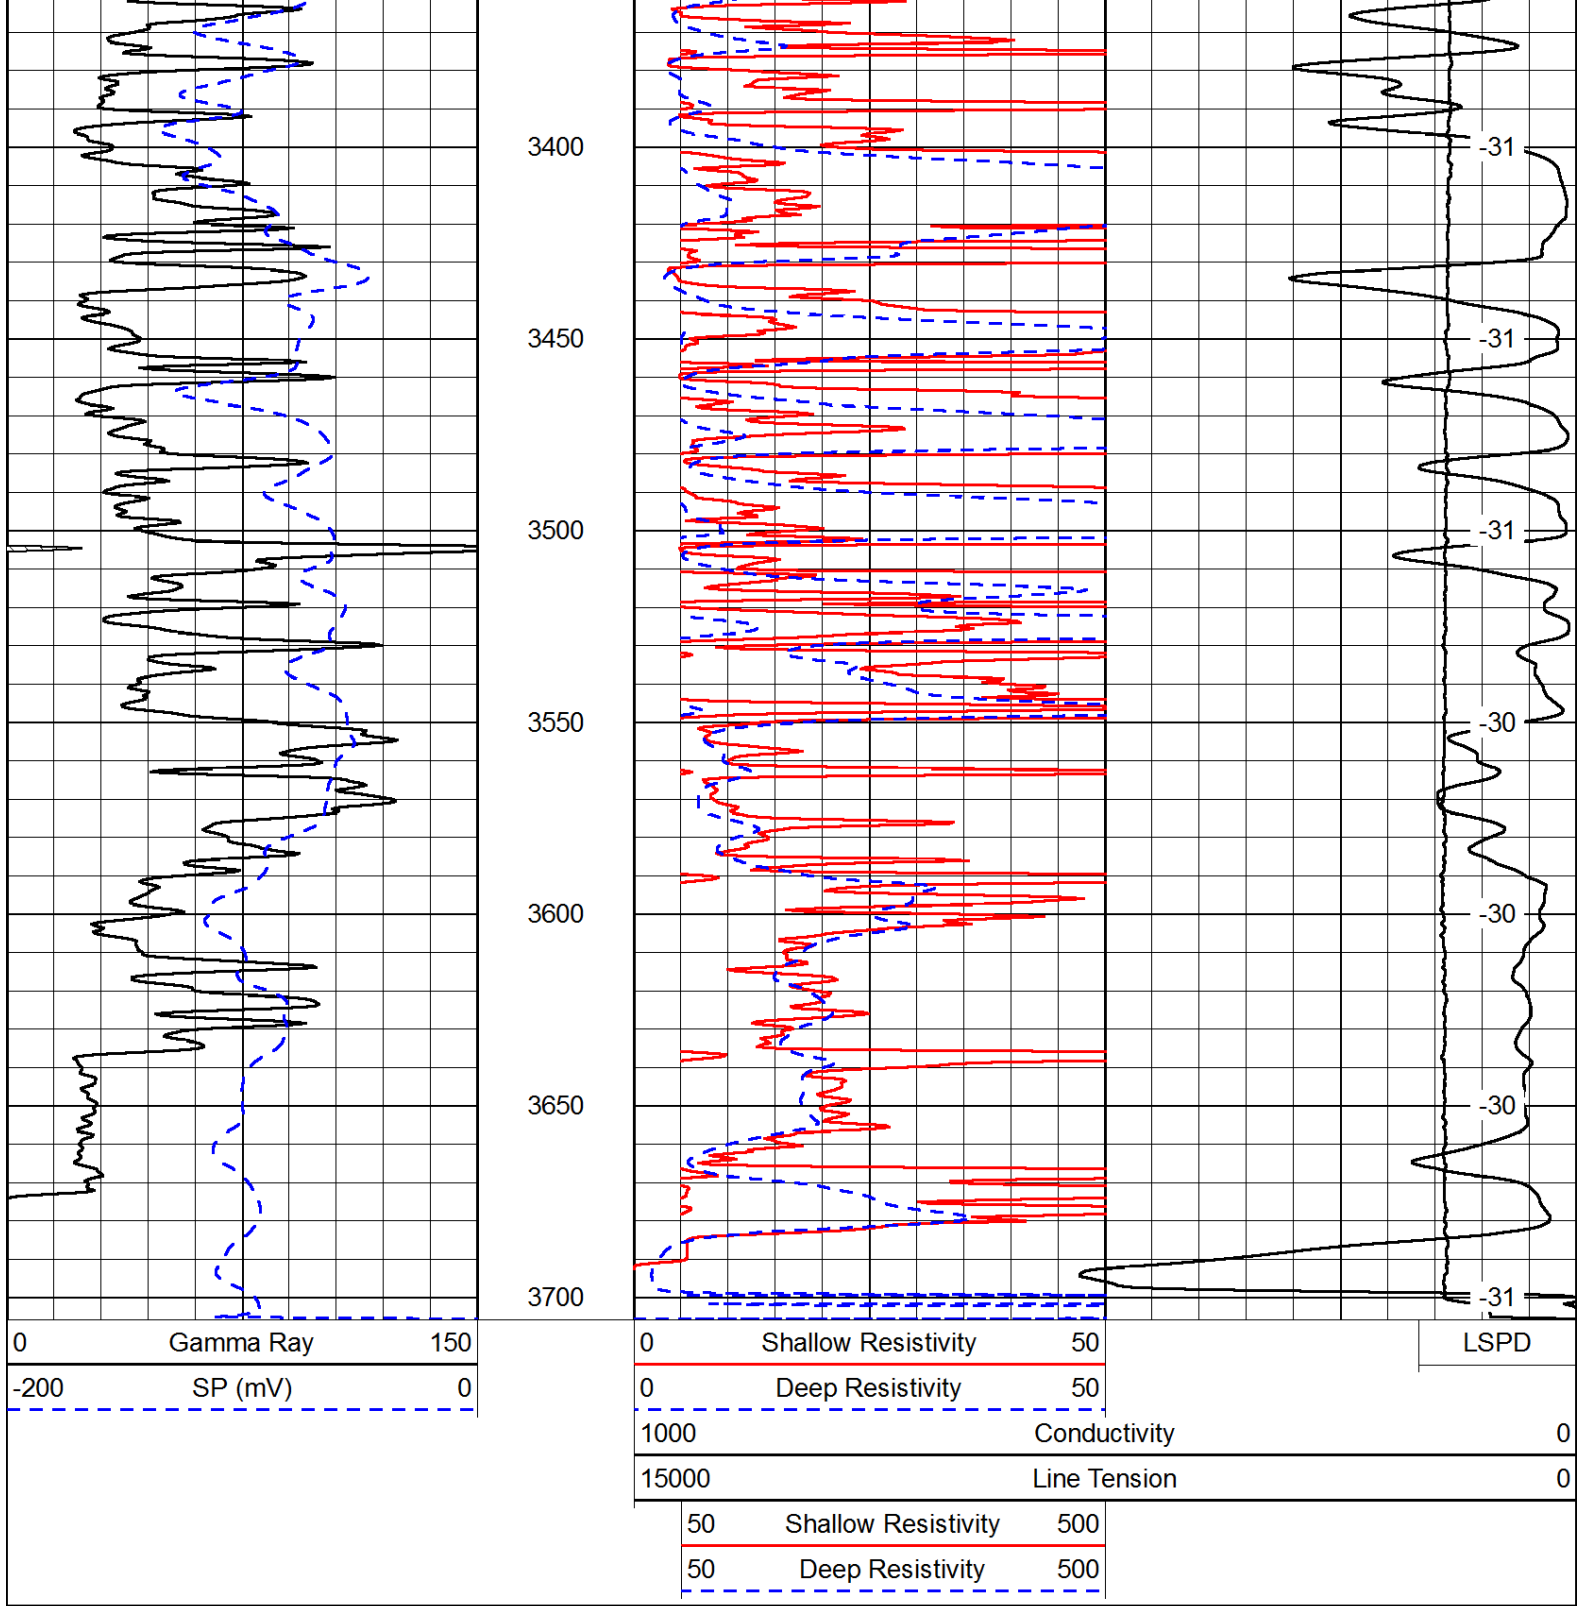 3400 -31
3450 -31
3500 -31
3550 -30
3600 -30
3650 -30
3700 -31
0 Gamma Ray 150 0 Shallow Resistivity 50 LSPD
-200 SP (mV) 0 0 Deep Resistivity 50
1000 Conductivity 0
15000 Line Tension 0
50 Shallow Resistivity 500
50 Deep Resistivity 500